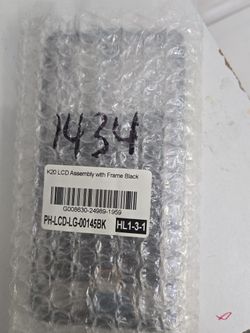 1434
K20 LCD Assembly with Frame Black
G008630-24989-1959
PH-LCD-LG-00145BK HL1-3-1